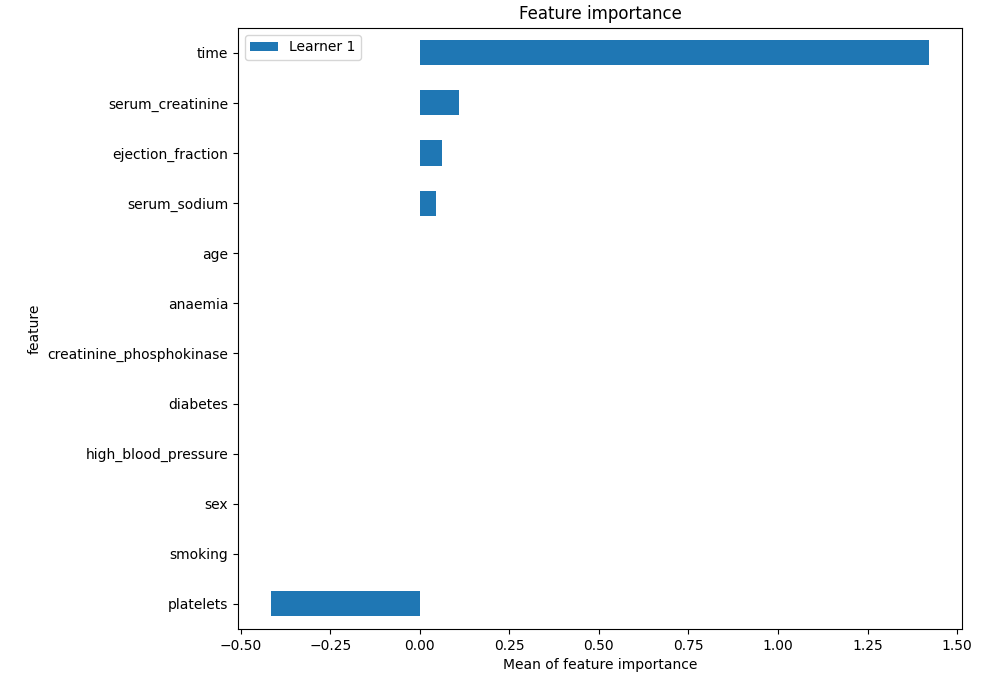 Feature importance
Learner 1
time
serum_creatinine
ejection_fraction
serum_sodium
age
anaemia
creatinine_phosphokinase
diabetes
high_blood_pressure
sex
smoking
platelets
feature
−0.50 −0.25 0.00 0.25 0.50 0.75 1.00 1.25 1.50
Mean of feature importance